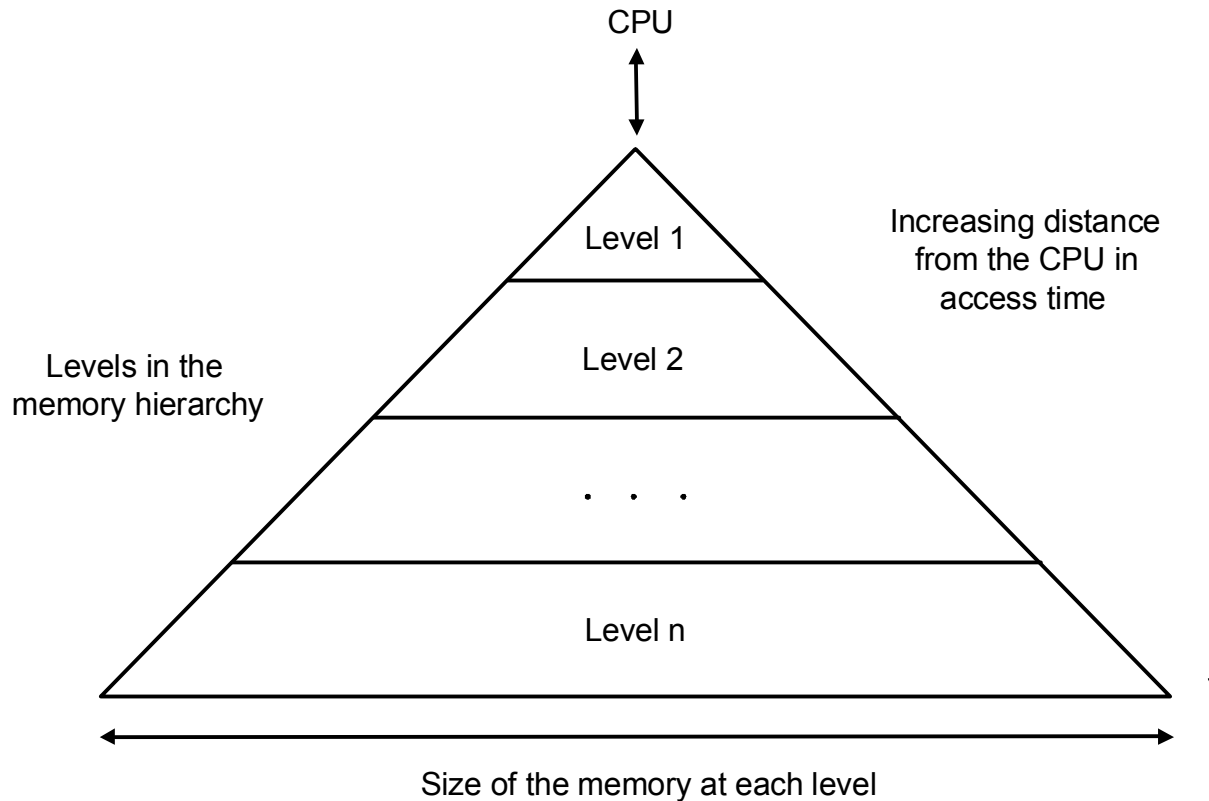 CPU
Level 1
Increasing distance
from the CPU in
access time
Level 2
Levels in the
memory hierarchy
. . .
Level n
Size of the memory at each level